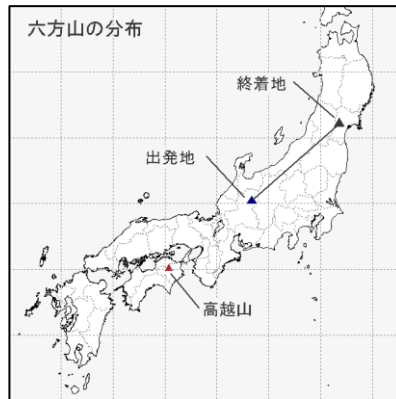 六方山の分布
終着地
出発地
高越山